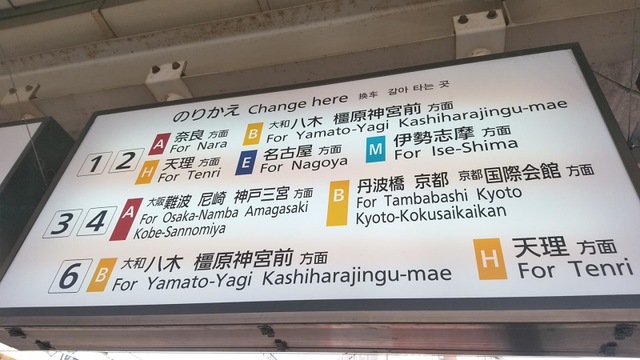 のりかえ Change here 换车 갈아 타는 곳
1 2
A 奈良 方面
For Nara
B 大和八木 橿原神宮前 方面
For Yamato-Yagi Kashiharajingu-mae
H 天理 方面
For Tenri
E 名古屋 方面
For Nagoya
M 伊勢志摩 方面
For Ise-Shima
3 4
A 大阪難波 尼崎 神戸三宮 方面
For Osaka-Namba Amagasaki
Kobe-Sannomiya
B 丹波橋 京都 京都国際会館 方面
For Tambabashi Kyoto
Kyoto-Kokusaikaikan
6
B 大和八木 橿原神宮前 方面
For Yamato-Yagi Kashiharajingu-mae
H 天理 方面
For Tenri